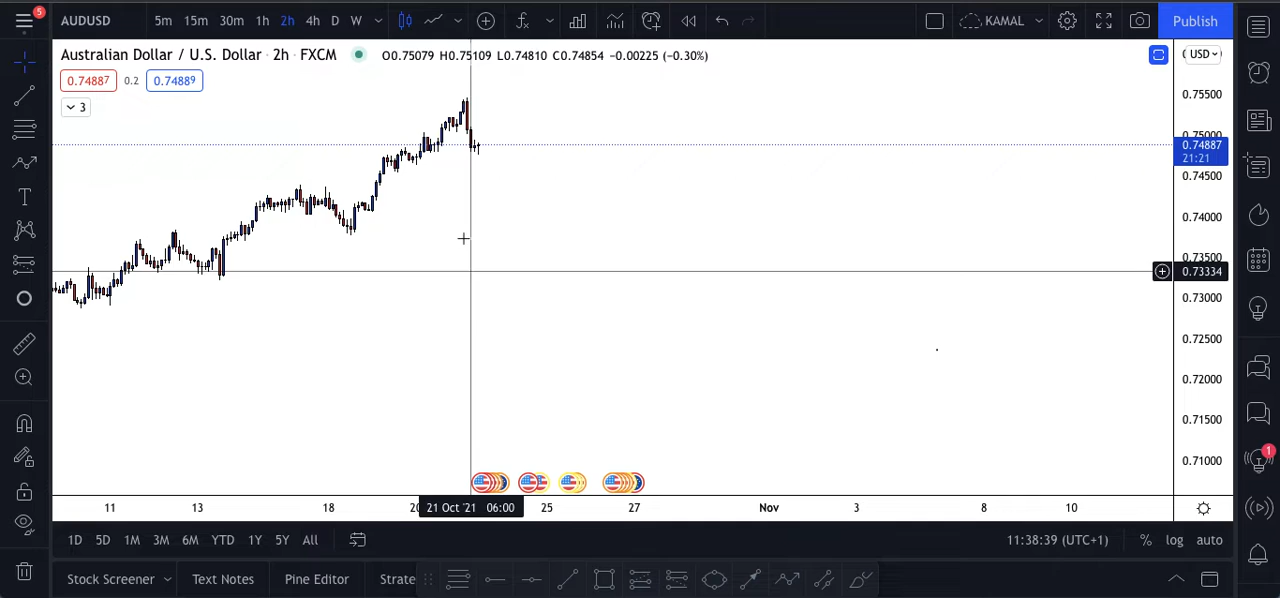 AUDUSD 5m 15m 30m 1h 2h 4h D W KAMAL Publish
5
Australian Dollar / U.S. Dollar · 2h · FXCM O0.75079 H0.75109 L0.74810 C0.74854 −0.00225 (−0.30%) USD
0.74887 0.2 0.74889
3
0.75500
0.75000
0.74887
21:21
0.74500
0.74000
0.73500
0.73334
0.73000
0.72500
0.72000
0.71500
0.71000
1
11 13 18 20 21 Oct '21 06:00 25 27 Nov 3 8 10
1D 5D 1M 3M 6M YTD 1Y 5Y All 11:38:39 (UTC+1) % log auto
Stock Screener Text Notes Pine Editor Strate